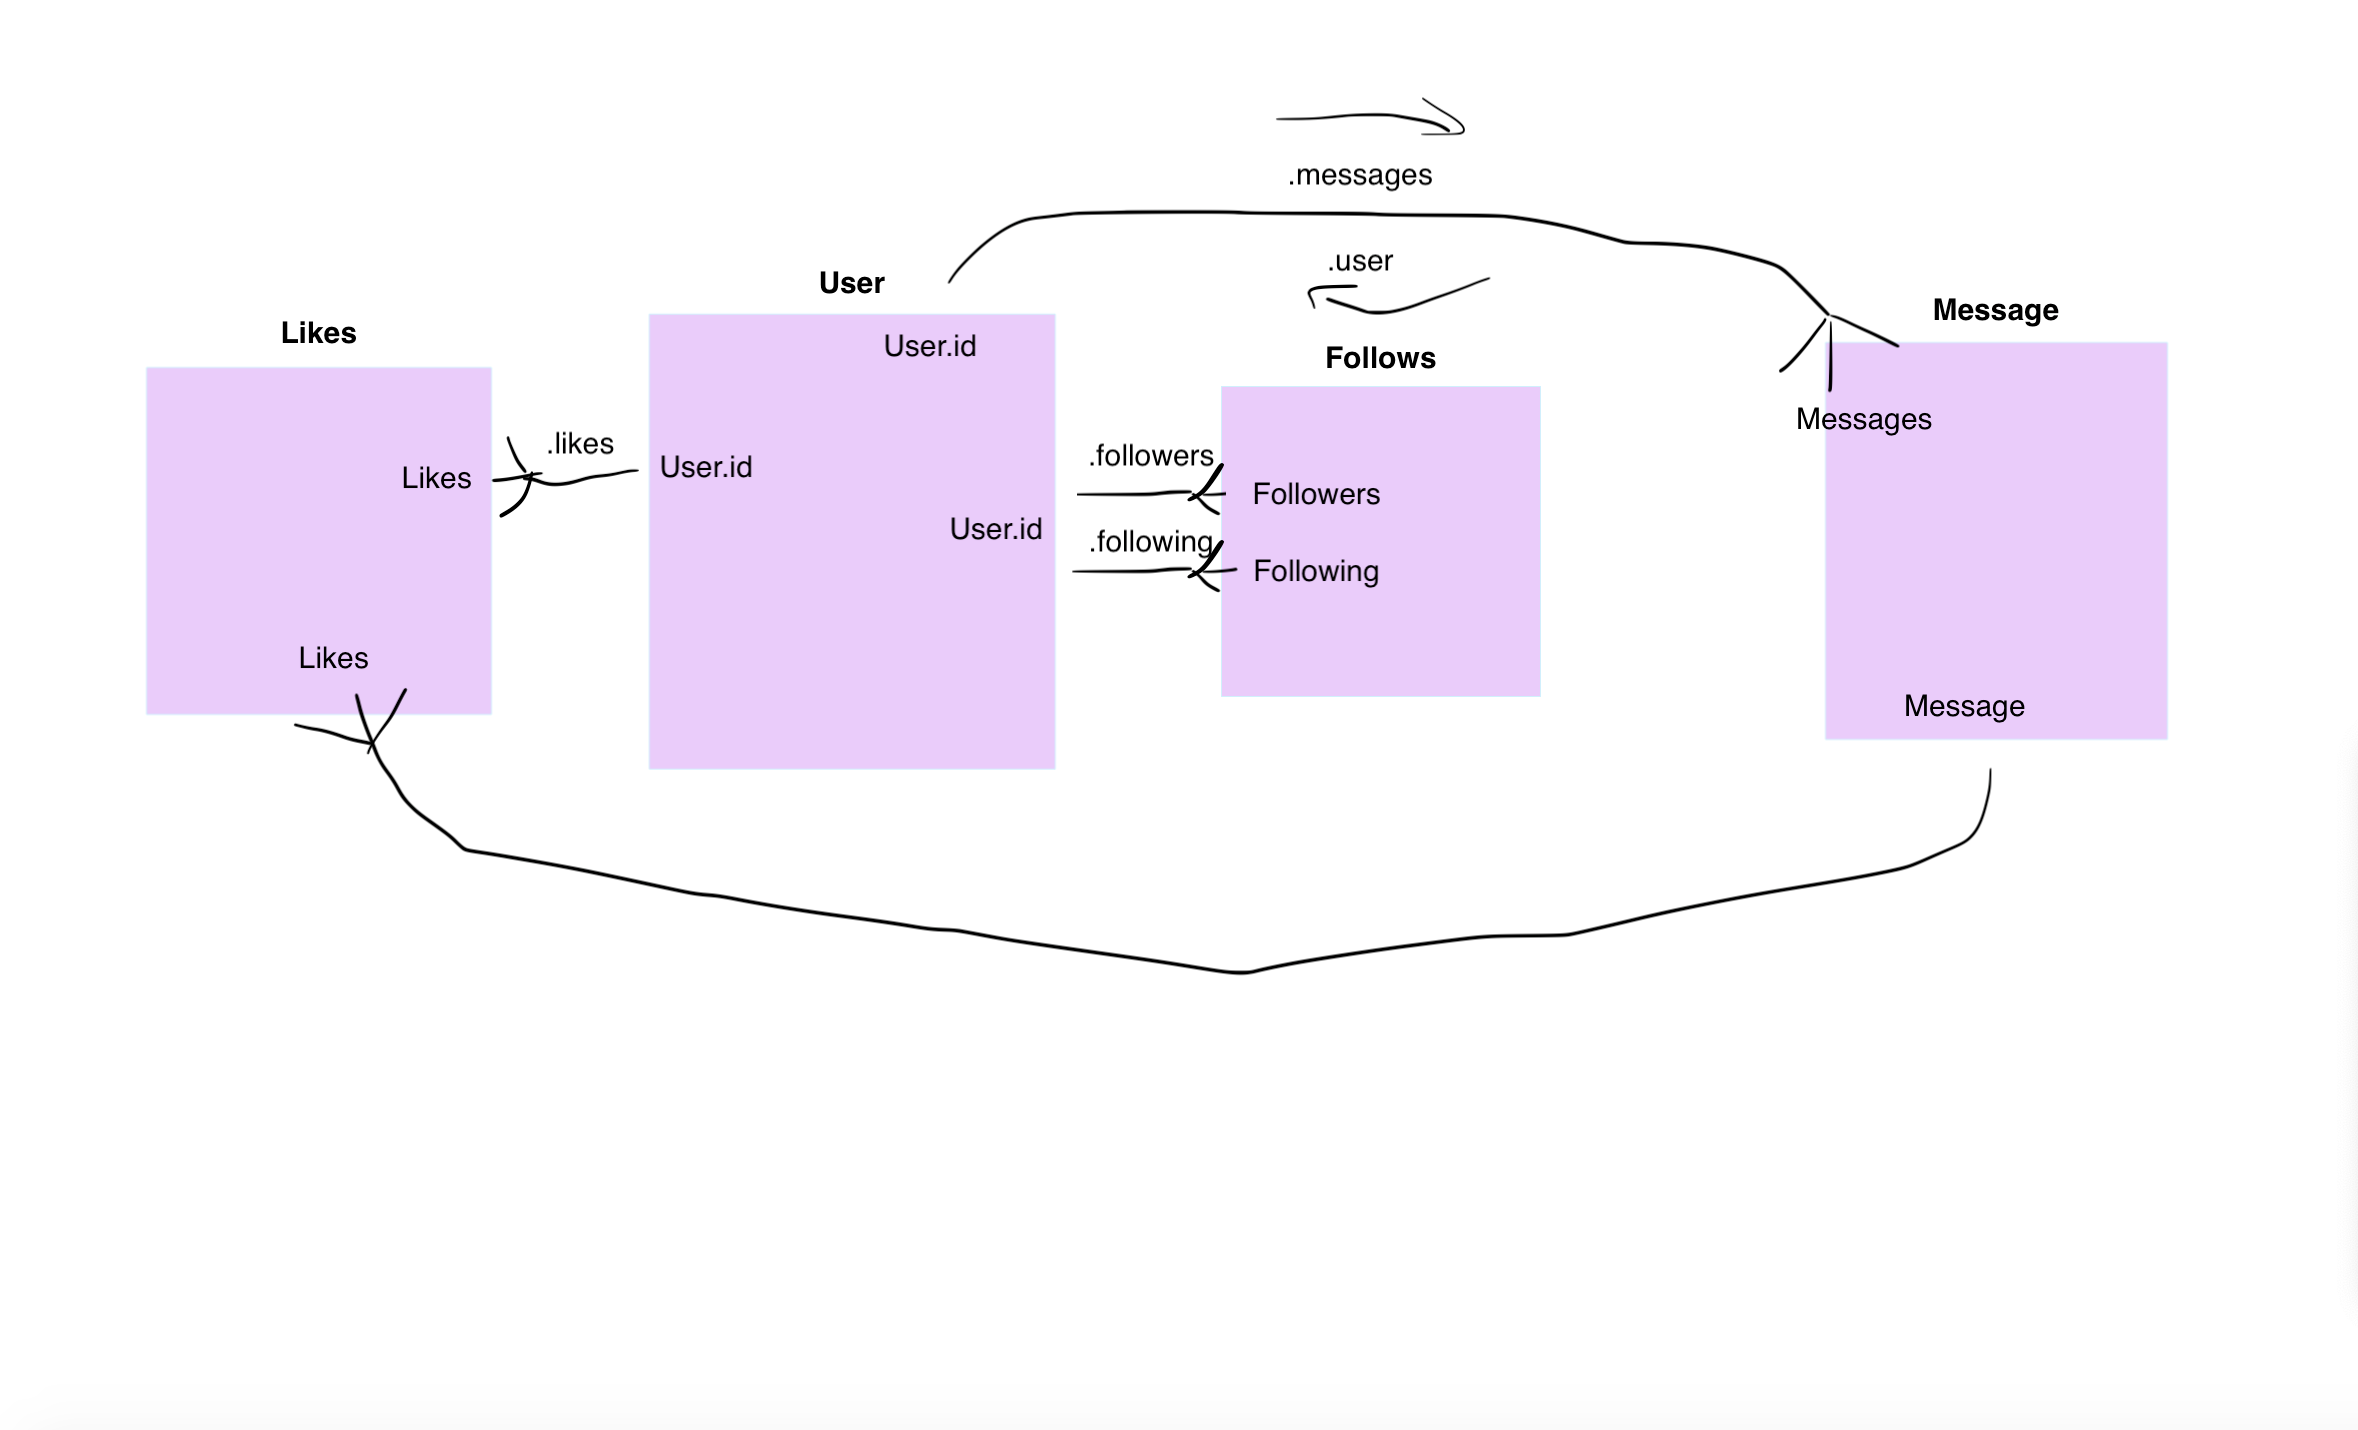 .messages
.user
User
Message
Likes
Follows
User.id
Messages
.likes
.followers
Likes
User.id
Followers
User.id
.following
Following
Likes
Message